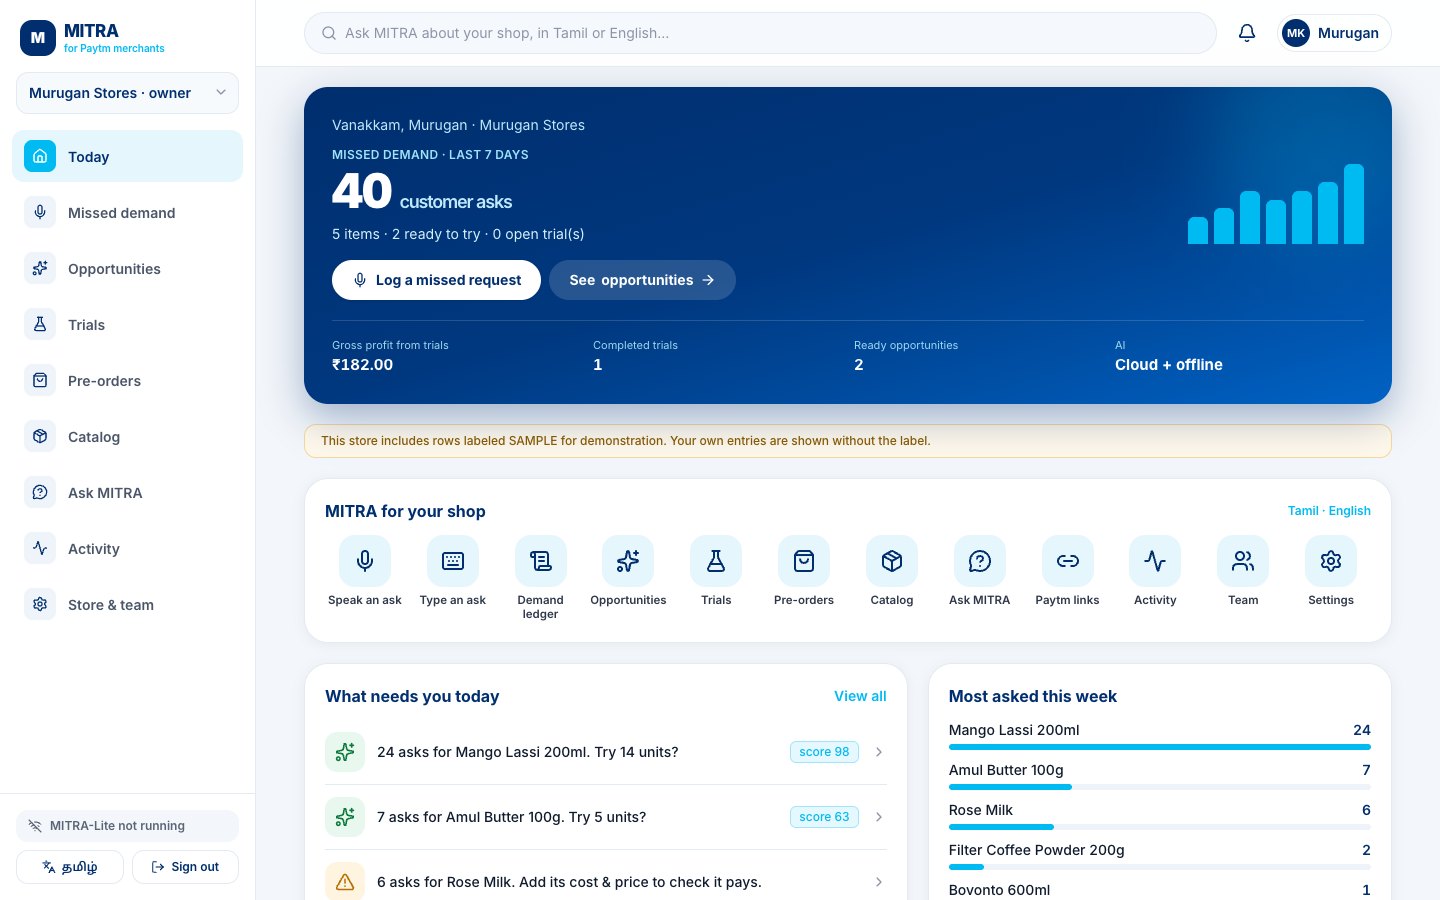 M
MITRA
for Paytm merchants
Murugan Stores · owner
Today
Missed demand
Opportunities
Trials
Pre-orders
Catalog
Ask MITRA
Activity
Store & team
MITRA-Lite not running
தமிழ்
Sign out
Ask MITRA about your shop, in Tamil or English...
MK
Murugan
Vanakkam, Murugan · Murugan Stores
MISSED DEMAND · LAST 7 DAYS
40 customer asks
5 items · 2 ready to try · 0 open trial(s)
Log a missed request
See opportunities
Gross profit from trials
₹182.00
Completed trials
1
Ready opportunities
2
AI
Cloud + offline
This store includes rows labeled SAMPLE for demonstration. Your own entries are shown without the label.
MITRA for your shop
Tamil · English
Speak an ask
Type an ask
Demand
ledger
Opportunities
Trials
Pre-orders
Catalog
Ask MITRA
Paytm links
Activity
Team
Settings
What needs you today
View all
24 asks for Mango Lassi 200ml. Try 14 units?
score 98
7 asks for Amul Butter 100g. Try 5 units?
score 63
6 asks for Rose Milk. Add its cost & price to check it pays.
Most asked this week
Mango Lassi 200ml 24
Amul Butter 100g 7
Rose Milk 6
Filter Coffee Powder 200g 2
Bovonto 600ml 1